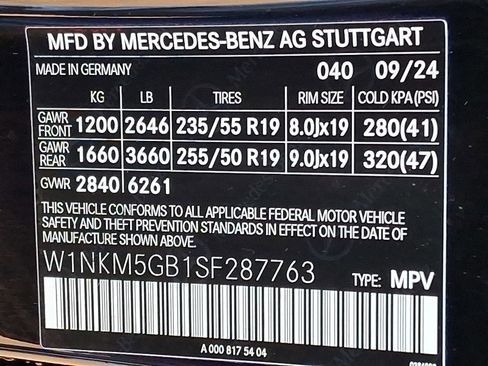 MFD BY MERCEDES-BENZ AG STUTTGART
MADE IN GERMANY 040 09/24
KG LB TIRES RIM SIZE COLD KPA (PSI)
GAWR FRONT 1200 2646 235/55 R19 8.0Jx19 280(41)
GAWR REAR 1660 3660 255/50 R19 9.0Jx19 320(47)
GVWR 2840 6261
THIS VEHICLE CONFORMS TO ALL APPLICABLE FEDERAL MOTOR VEHICLE
SAFETY AND THEFT PREVENTION STANDARDS IN EFFECT ON THE DATE
OF MANUFACTURE SHOWN ABOVE.
W1NKM5GB1SF287763 TYPE: MPV
A 000 817 54 04